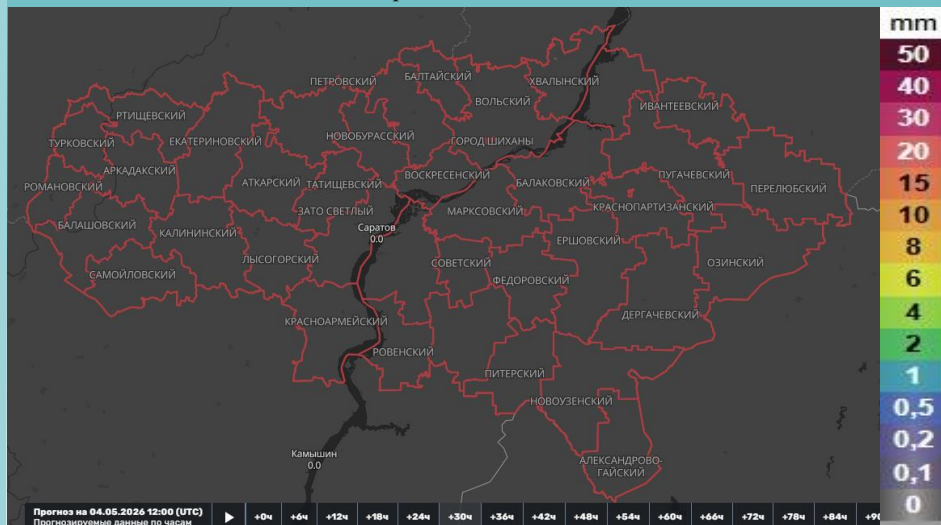 mm
50
40
30
20
15
10
8
6
4
2
1
0,5
0,2
0,1
0
БАЛТАЙСКИЙ
ПЕТРОВСКИЙ
ХВАЛЫНСКИЙ
ВОЛЬСКИЙ
ИВАНТЕЕВСКИЙ
РТИЩЕВСКИЙ
НОВОБУРАССКИЙ
ТУРКОВСКИЙ
ЕКАТЕРИНОВСКИЙ
ГОРОД ШИХАНЫ
АРКАДАКСКИЙ
ВОСКРЕСЕНСКИЙ
ПУГАЧЕВСКИЙ
РОМАНОВСКИЙ
АТКАРСКИЙ
ТАТИЩЕВСКИЙ
БАЛАКОВСКИЙ
ПЕРЕЛЮБСКИЙ
КРАСНОПАРТИЗАНСКИЙ
ЗАТО СВЕТЛЫЙ
МАРКСОВСКИЙ
БАЛАШОВСКИЙ
Саратов
0.0
КАЛИНИНСКИЙ
ЕРШОВСКИЙ
ЛЫСОГОРСКИЙ
СОВЕТСКИЙ
ОЗИНСКИЙ
САМОЙЛОВСКИЙ
ФЕДОРОВСКИЙ
ДЕРГАЧЕВСКИЙ
КРАСНОАРМЕЙСКИЙ
РОВЕНСКИЙ
ПИТЕРСКИЙ
НОВОУЗЕНСКИЙ
Камышин
0.0
АЛЕКСАНДРОВО-
ГАЙСКИЙ
Прогноз на 04.05.2026 12:00 (UTC)
Прогнозируемые данные по часам
+0ч +6ч +12ч +18ч +24ч +30ч +36ч +42ч +48ч +54ч +60ч +66ч +72ч +78ч +84ч +90